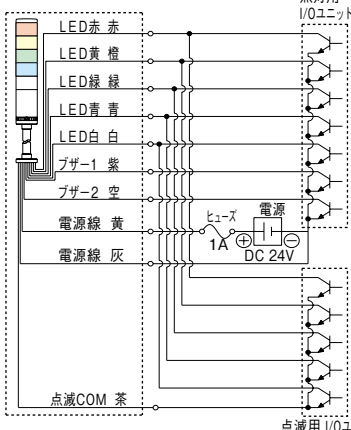 I/Oユニット
LED赤 赤
LED黄 橙
LED緑 緑
LED青 青
LED白 白
ブザー1 紫
ブザー2 空
電源線 黄
ヒューズ
1A
電源
⊕ ⊖
DC 24V
電源線 灰
点滅COM 茶